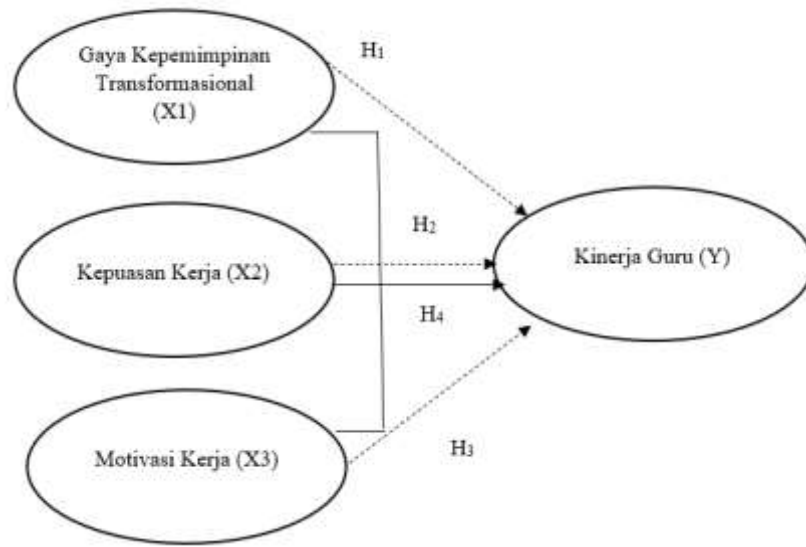 Gaya Kepemimpinan
Transformasional
(X1)
H₁
H₂
Kepuasan Kerja (X2)
Kinerja Guru (Y)
H₄
Motivasi Kerja (X3)
H₃